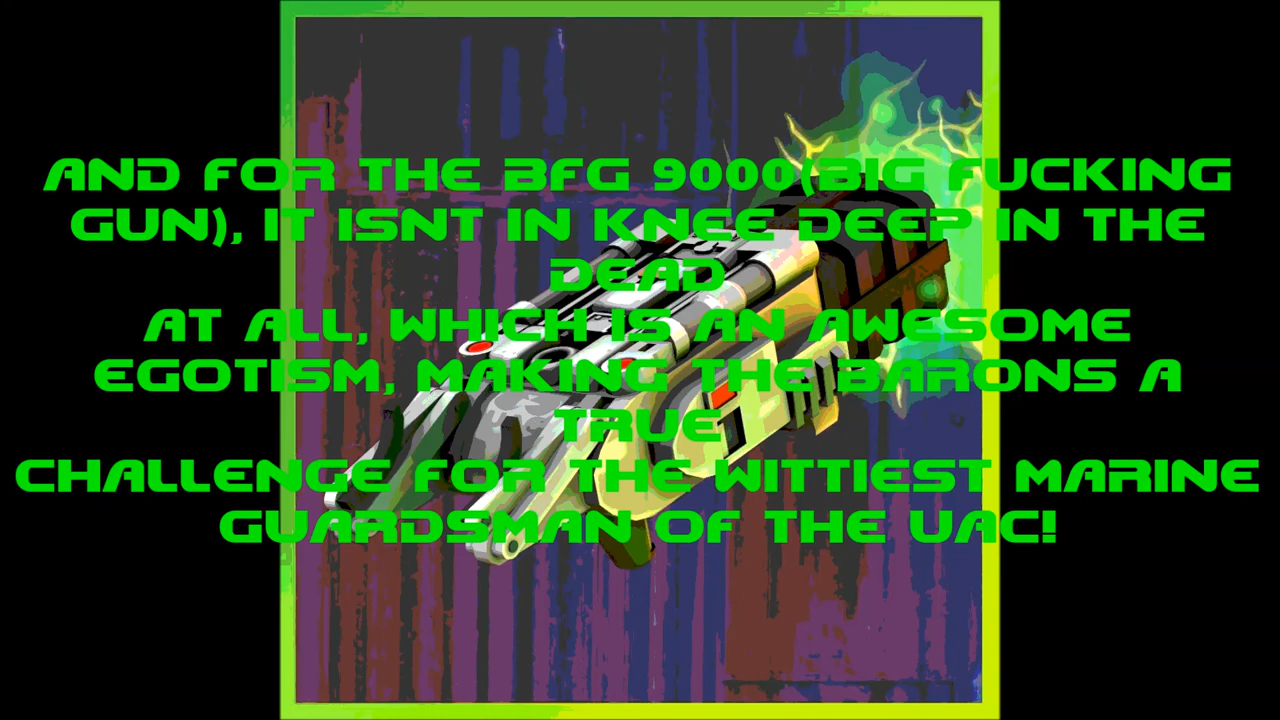 AND FOR THE BFG 9000(BIG FUCKING
GUN), IT ISNT IN KNEE DEEP IN THE
DEAD
AT ALL, WHICH IS AN AWESOME
EGOTISM, MAKING THE BARONS A
TRUE
CHALLENGE FOR THE WITTIEST MARINE
GUARDSMAN OF THE UAC!